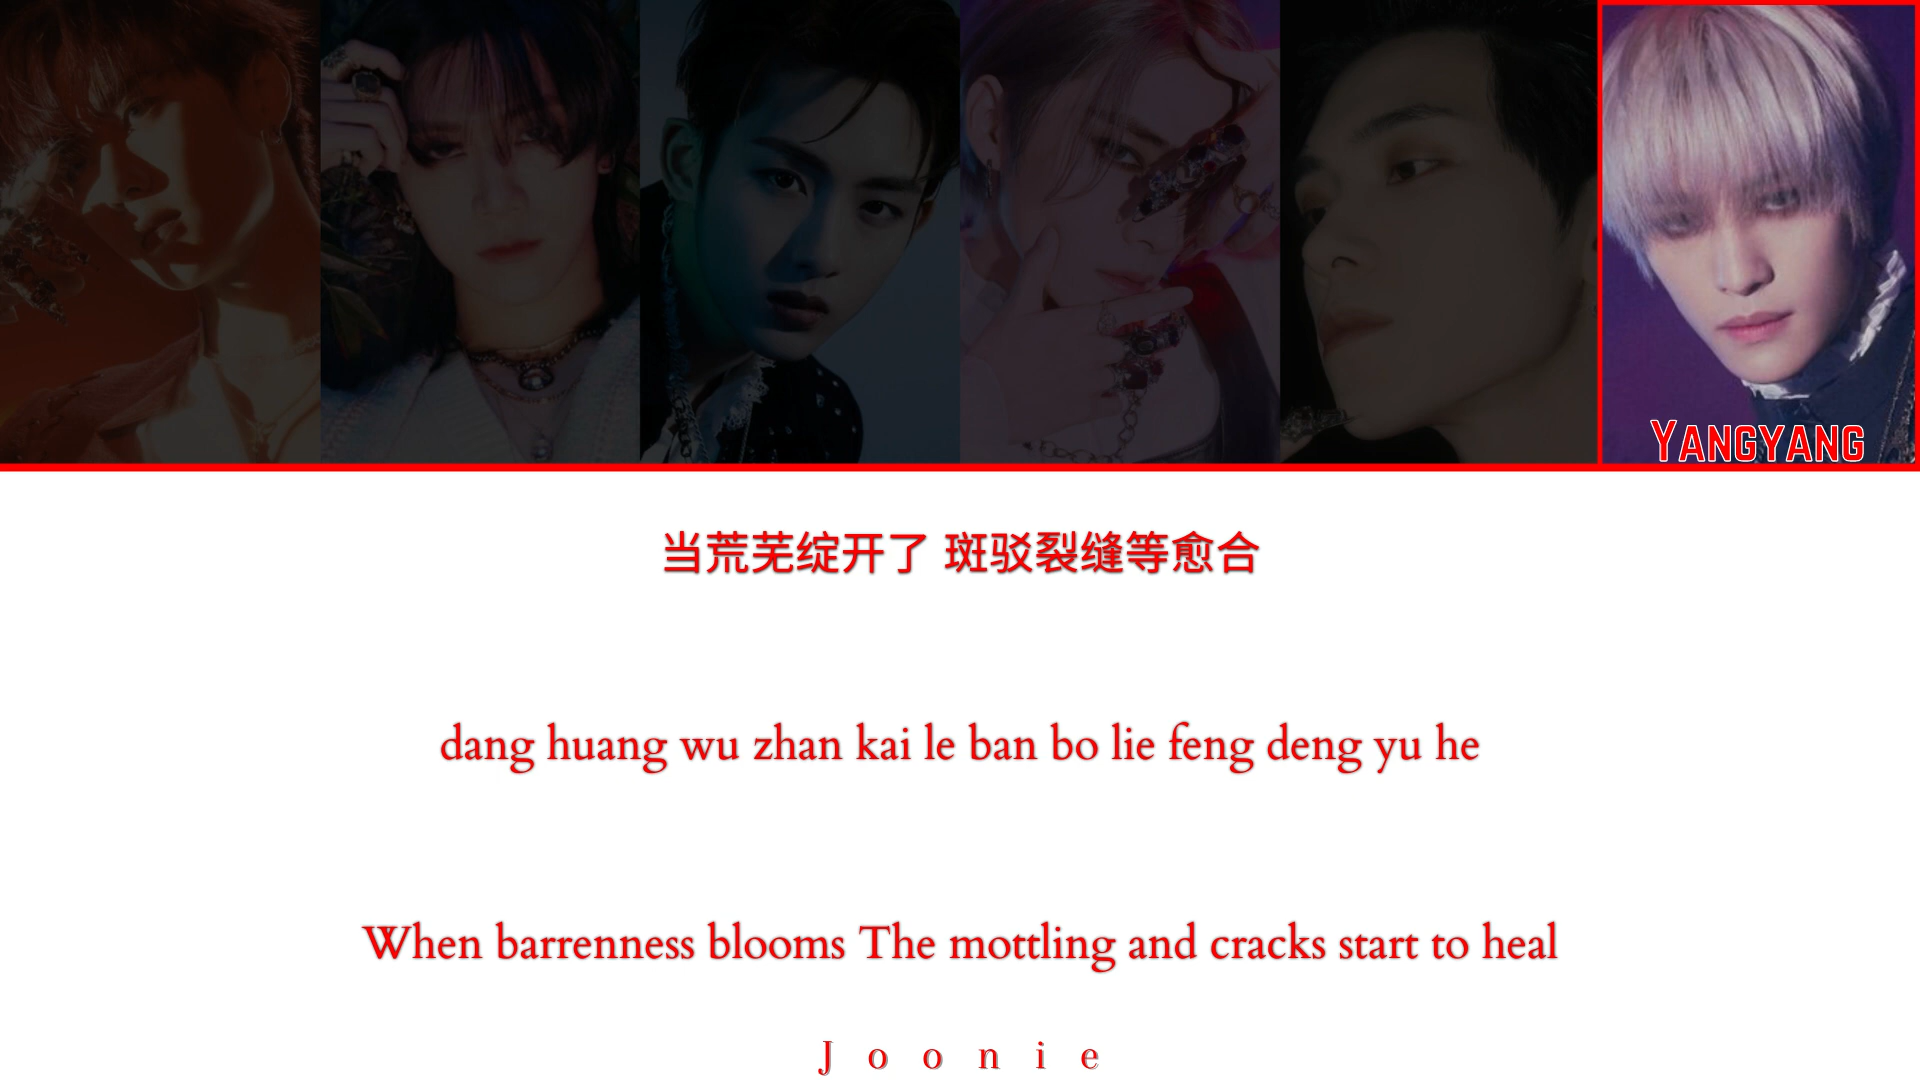 YANGYANG
当荒芜绽开了 斑驳裂缝等愈合
dang huang wu zhan kai le ban bo lie feng deng yu he
When barrenness blooms The mottling and cracks start to heal
Joonie